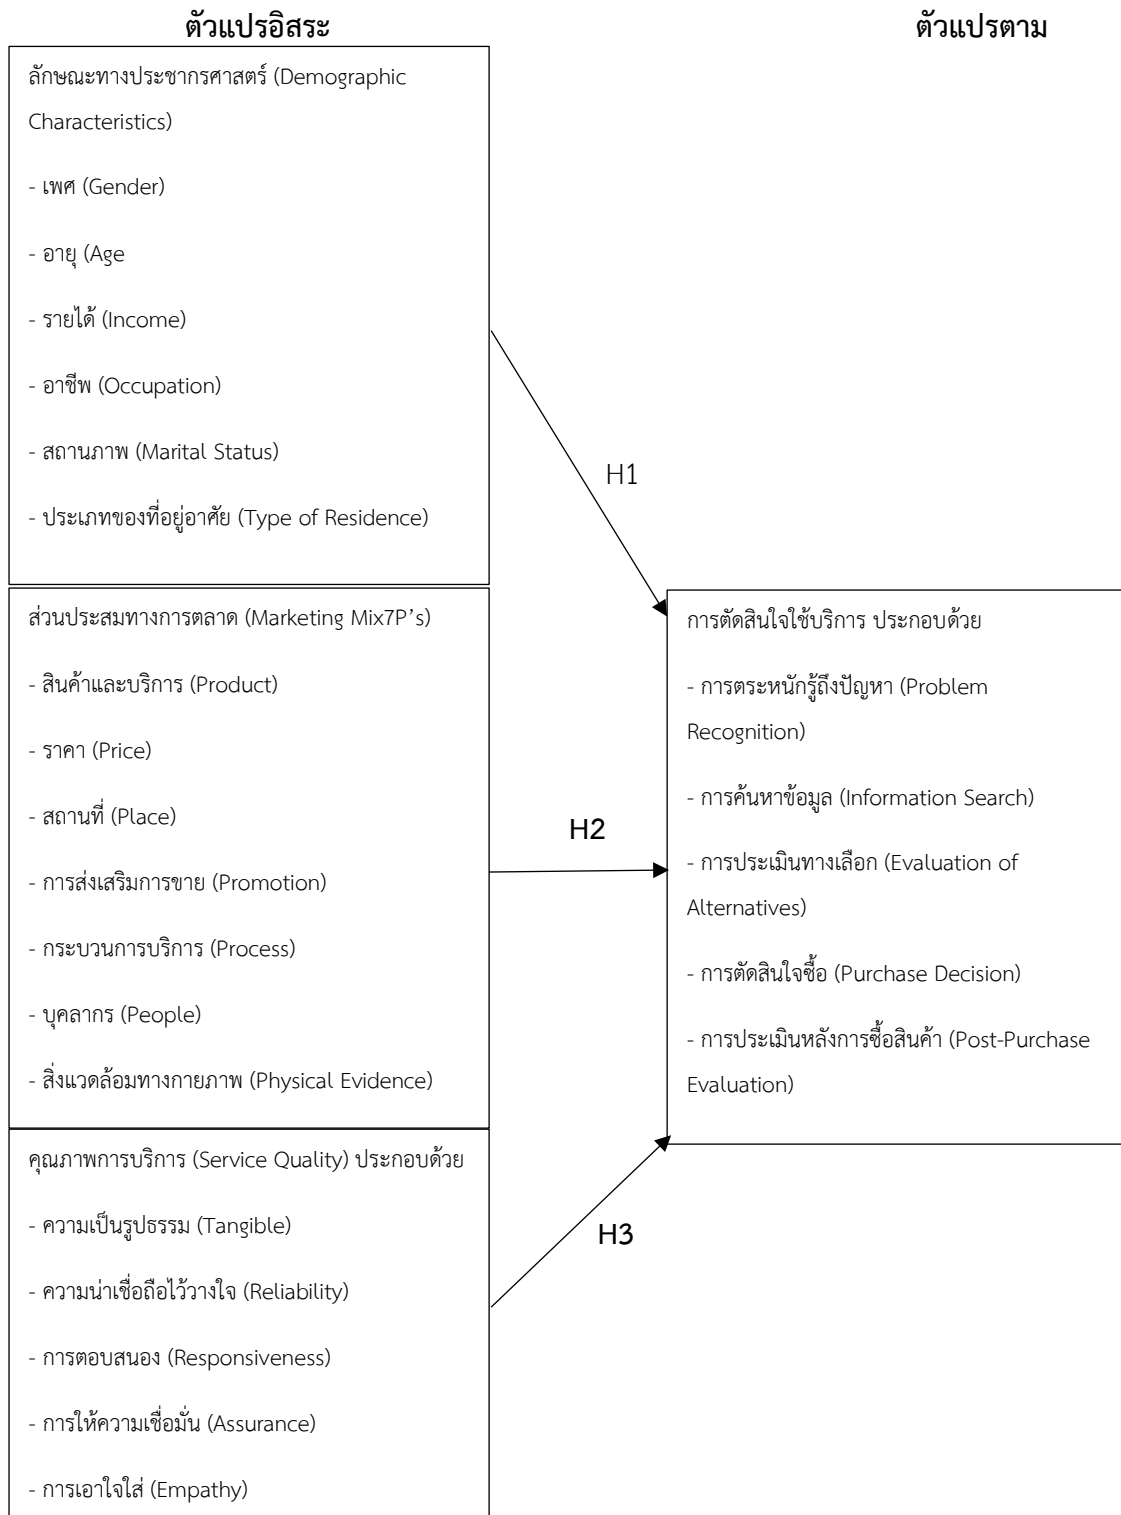 ตัวแปรอิสระ
ตัวแปรตาม
ลักษณะทางประชากรศาสตร์ (Demographic
Characteristics)
- เพศ (Gender)
- อายุ (Age
- รายได้ (Income)
- อาชีพ (Occupation)
- สถานภาพ (Marital Status)
- ประเภทของที่อยู่อาศัย (Type of Residence)
H1
ส่วนประสมทางการตลาด (Marketing Mix7P’s)
- สินค้าและบริการ (Product)
- ราคา (Price)
- สถานที่ (Place)
- การส่งเสริมการขาย (Promotion)
- กระบวนการบริการ (Process)
- บุคลากร (People)
- สิ่งแวดล้อมทางกายภาพ (Physical Evidence)
H2
การตัดสินใจใช้บริการ ประกอบด้วย
- การตระหนักรู้ถึงปัญหา (Problem
Recognition)
- การค้นหาข้อมูล (Information Search)
- การประเมินทางเลือก (Evaluation of
Alternatives)
- การตัดสินใจซื้อ (Purchase Decision)
- การประเมินหลังการซื้อสินค้า (Post-Purchase
Evaluation)
คุณภาพการบริการ (Service Quality) ประกอบด้วย
- ความเป็นรูปธรรม (Tangible)
- ความน่าเชื่อถือไว้วางใจ (Reliability)
- การตอบสนอง (Responsiveness)
- การให้ความเชื่อมั่น (Assurance)
- การเอาใจใส่ (Empathy)
H3